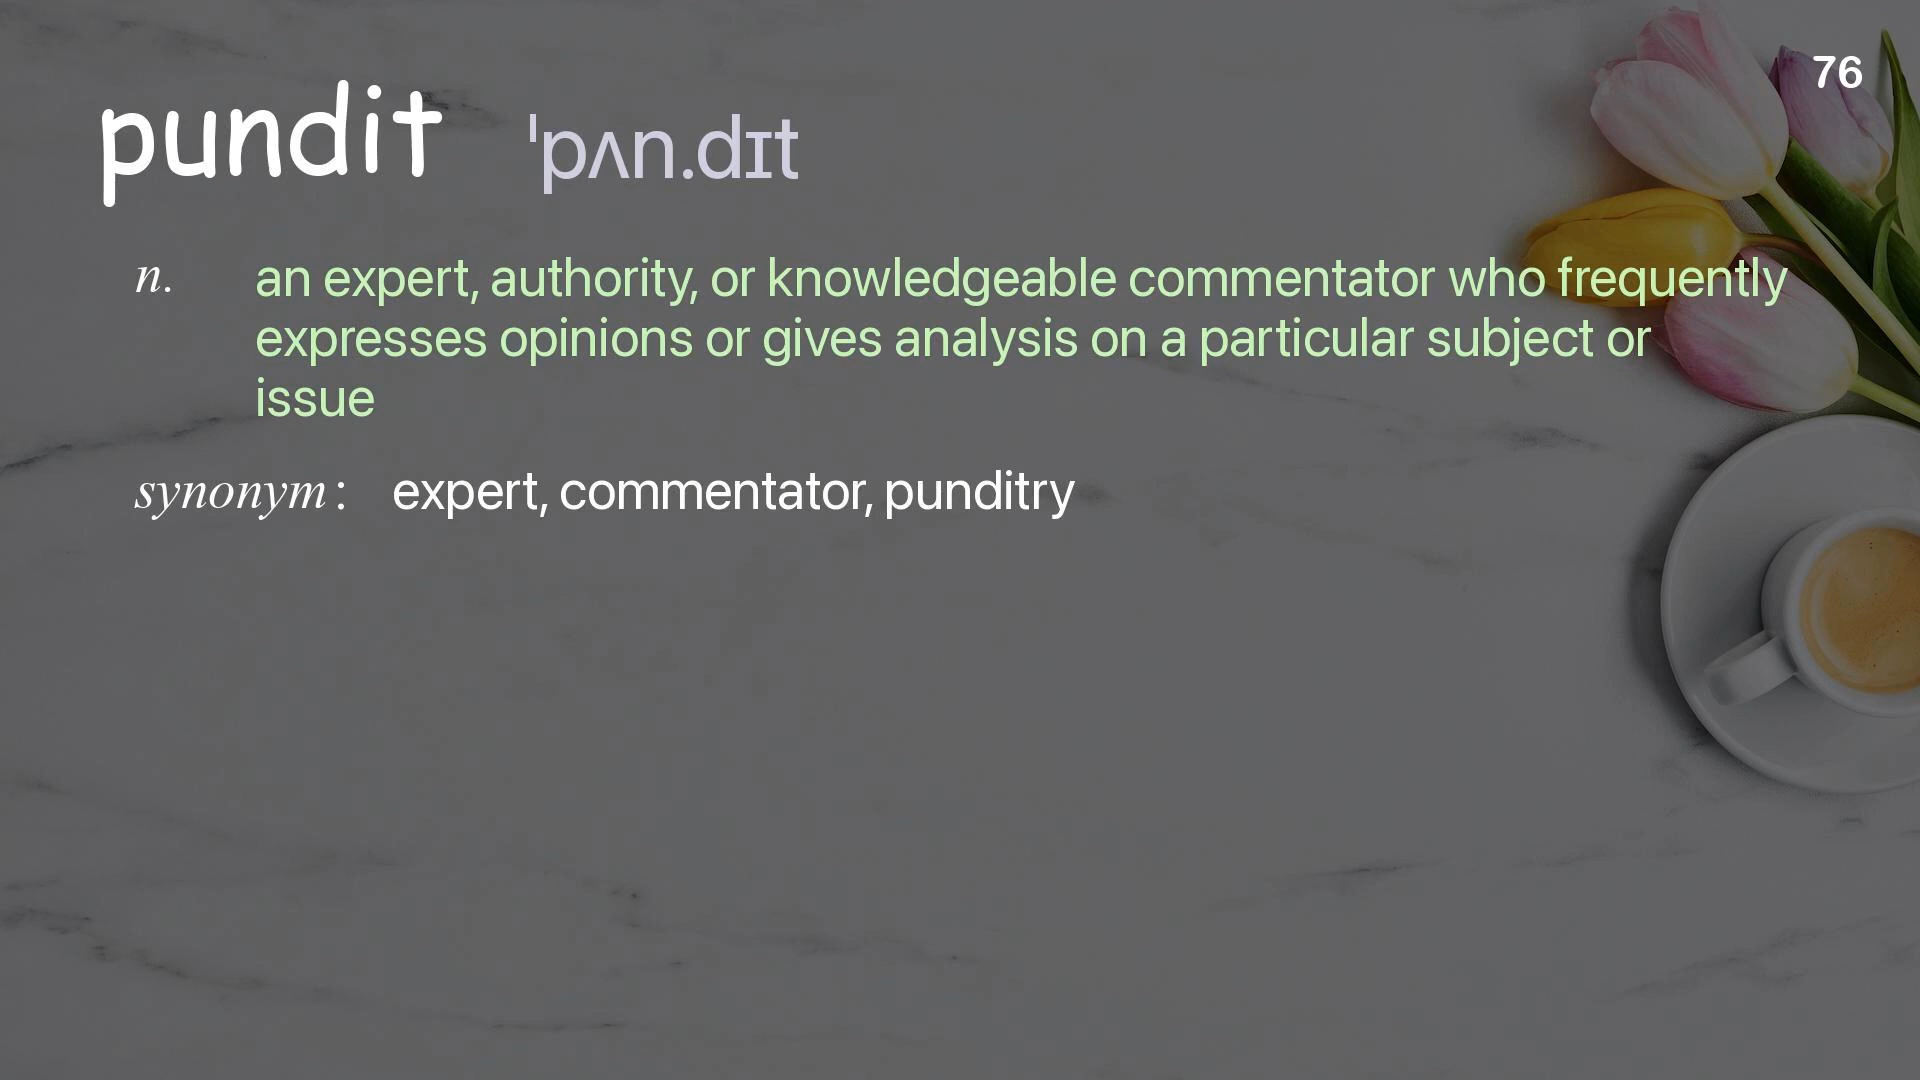 76
pundit ˈpʌn.dɪt
n. an expert, authority, or knowledgeable commentator who frequently
expresses opinions or gives analysis on a particular subject or
issue
synonym: expert, commentator, punditry